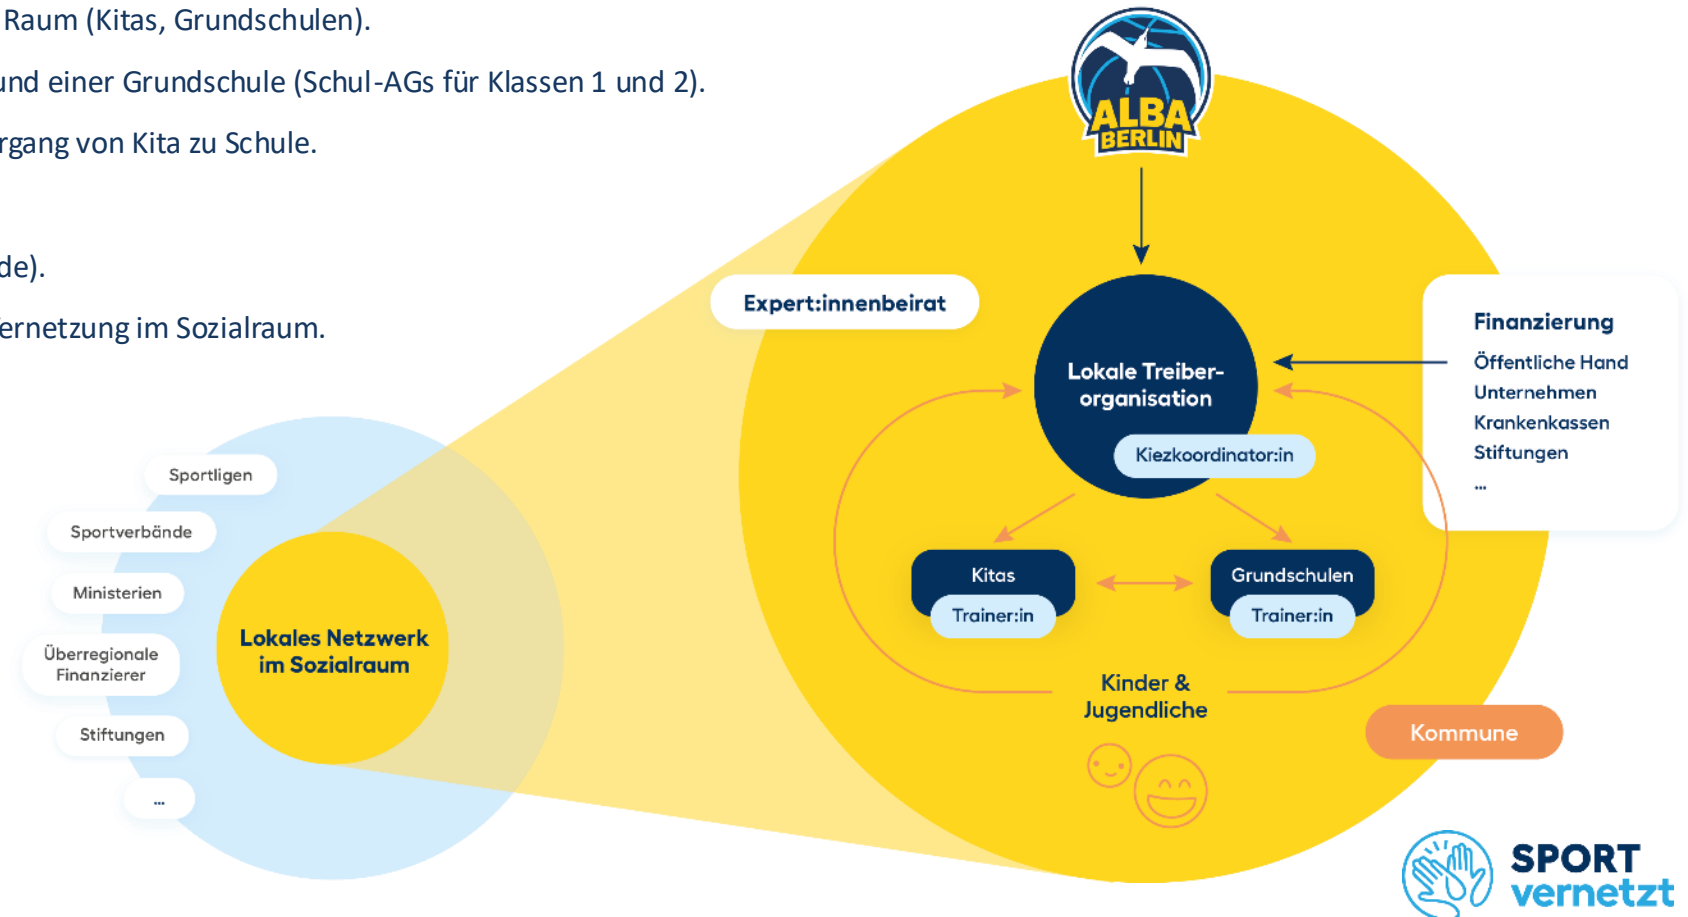 Raum (Kitas, Grundschulen).
und einer Grundschule (Schul-AGs für Klassen 1 und 2).
rgang von Kita zu Schule.
de).
ernetzung im Sozialraum.
ALBA
BERLIN
Expert:innenbeirat
Lokale Treiber-
organisation
Kiezkoordinator:in
Finanzierung
Öffentliche Hand
Unternehmen
Krankenkassen
Stiftungen
...
Kitas
Trainer:in
Grundschulen
Trainer:in
Kinder &
Jugendliche
Kommune
Sportligen
Sportverbände
Ministerien
Überregionale
Finanzierer
Stiftungen
...
Lokales Netzwerk
im Sozialraum
SPORT
vernetzt